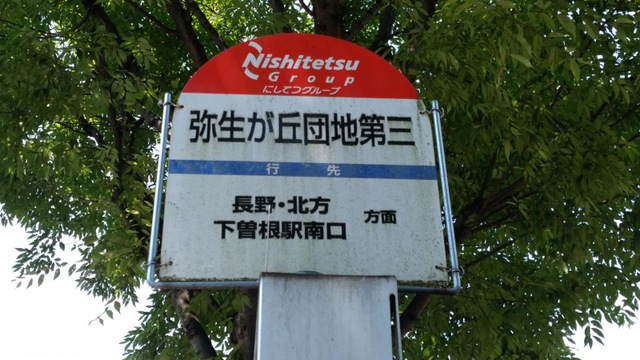 Nishitetsu
Group
にしてつグループ
弥生が丘団地第三
行先
長野・北方
下曽根駅南口 方面